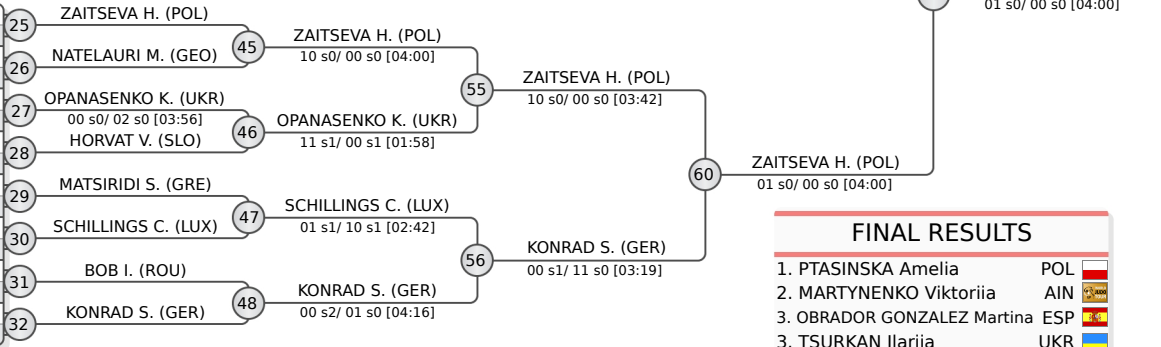 01 s0/ 00 s0 [04:00]
25
ZAITSEVA H. (POL)
45
ZAITSEVA H. (POL)
10 s0/ 00 s0 [04:00]
26
NATELAURI M. (GEO)
55
ZAITSEVA H. (POL)
10 s0/ 00 s0 [03:42]
27
OPANASENKO K. (UKR)
00 s0/ 02 s0 [03:56]
46
OPANASENKO K. (UKR)
11 s1/ 00 s1 [01:58]
28
HORVAT V. (SLO)
60
ZAITSEVA H. (POL)
01 s0/ 00 s0 [04:00]
29
MATSIRIDI S. (GRE)
47
SCHILLINGS C. (LUX)
01 s1/ 10 s1 [02:42]
30
SCHILLINGS C. (LUX)
56
KONRAD S. (GER)
00 s1/ 11 s0 [03:19]
31
BOB I. (ROU)
48
KONRAD S. (GER)
00 s2/ 01 s0 [04:16]
32
KONRAD S. (GER)
FINAL RESULTS
1. PTASINSKA Amelia POL
2. MARTYNENKO Viktoriia AIN
3. OBRADOR GONZALEZ Martina ESP
3. TSURKAN Ilariia UKR